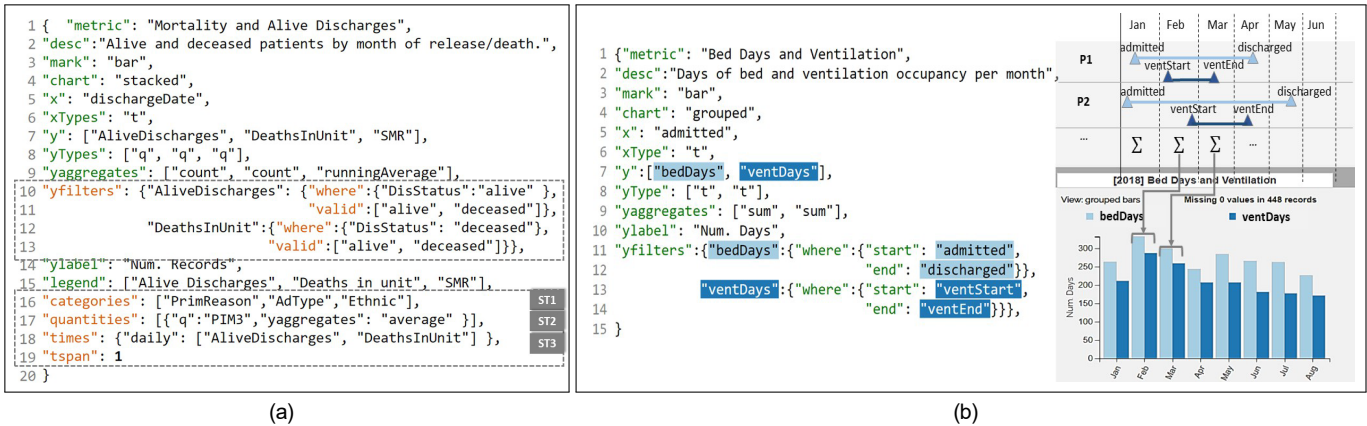 1 {  "metric": "Mortality and Alive Discharges",
2 "desc":"Alive and deceased patients by month of release/death.",
3 "mark": "bar",
4 "chart": "stacked",
5 "x": "dischargeDate",
6 "xTypes": "t",
7 "y": ["AliveDischarges", "DeathsInUnit", "SMR"],
8 "yTypes": ["q", "q", "q"],
9 "yaggregates": ["count", "count", "runningAverage"],
10 "yfilters": {"AliveDischarges": {"where":{"DisStatus":"alive" },
11 "valid":["alive", "deceased"]},
12 "DeathsInUnit":{"where":{"DisStatus": "deceased"},
13 "valid":["alive", "deceased"]}},
14 "ylabel": "Num. Records",
15 "legend": ["Alive Discharges", "Deaths in unit", "SMR"],
16 "categories": ["PrimReason","AdType","Ethnic"],
ST1
17 "quantities": [{"q":"PIM3","yaggregates": "average" }],
ST2
18 "times": {"daily": ["AliveDischarges", "DeathsInUnit"] },
ST3
19 "tspan": 1
20 }
(a)
1 {"metric": "Bed Days and Ventilation",
2 "desc":"Days of bed and ventilation occupancy per month",
3 "mark": "bar",
4 "chart": "grouped",
5 "x": "admitted",
6 "xType": "t",
7 "y":["bedDays", "ventDays"],
8 "yType": ["t", "t"],
9 "yaggregates": ["sum", "sum"],
10 "ylabel": "Num. Days",
11 "yfilters":{"bedDays":{"where":{"start": "admitted",
12 "end": "discharged"}},
13 "ventDays":{"where":{"start": "ventStart",
14 "end": "ventEnd"}}},
15 }
Jan Feb Mar Apr May Jun
admitted discharged
P1
ventStart ventEnd
admitted discharged
P2
ventStart ventEnd
... Σ Σ Σ ...
[2018] Bed Days and Ventilation
View: grouped bars Missing 0 values in 448 records
bedDays ventDays
Num Days
300
250
200
150
100
50
0
Jan Feb Mar Apr May Jun Jul Aug
(b)